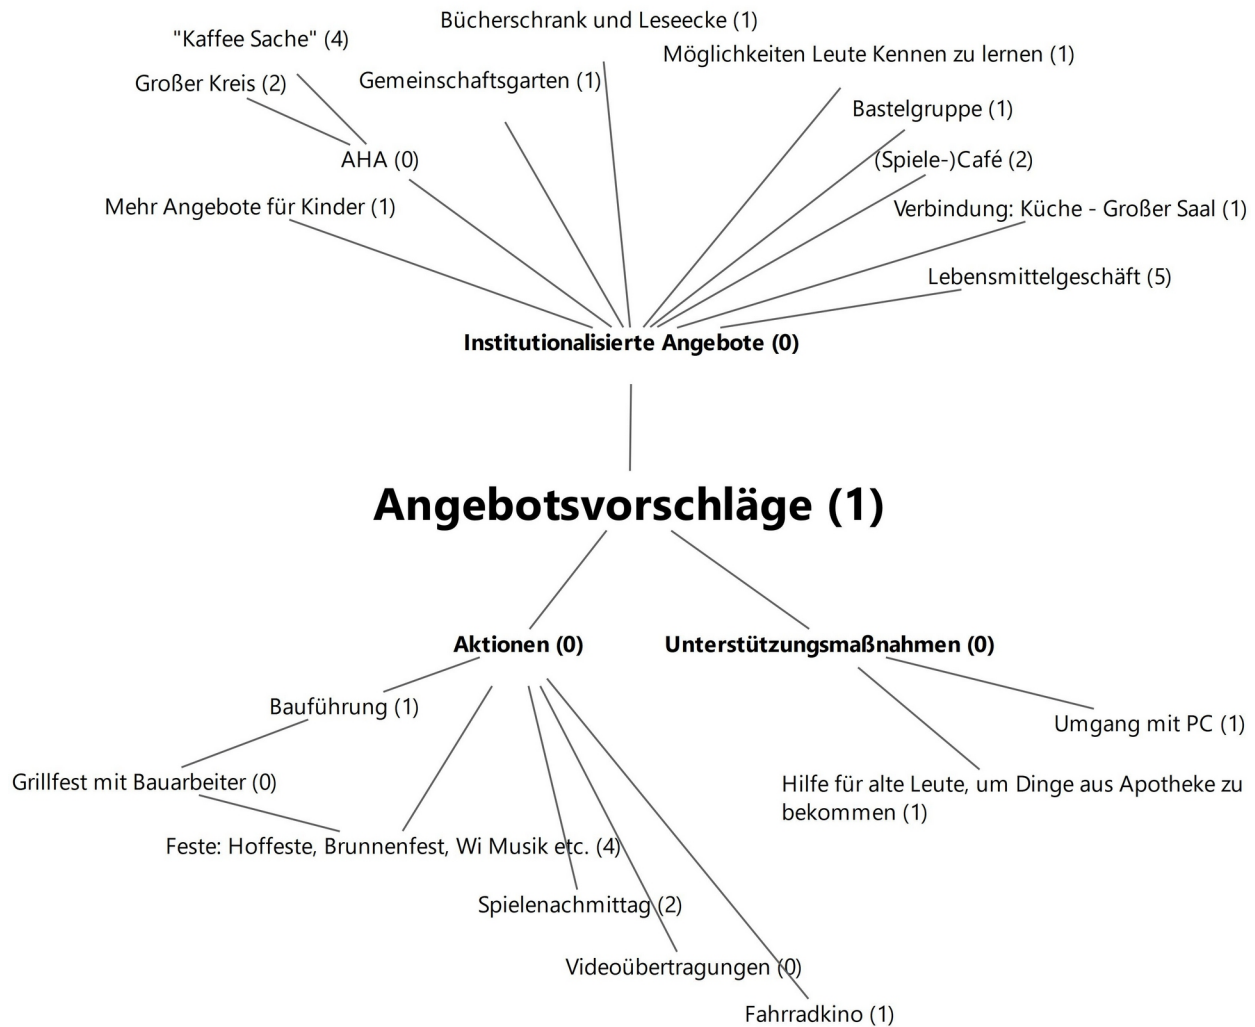 Bücherschrank und Leseecke (1)
"Kaffee Sache" (4)
Möglichkeiten Leute Kennen zu lernen (1)
Großer Kreis (2)
Gemeinschaftsgarten (1)
Bastelgruppe (1)
AHA (0)
(Spiele-)Café (2)
Mehr Angebote für Kinder (1)
Verbindung: Küche - Großer Saal (1)
Lebensmittelgeschäft (5)
Institutionalisierte Angebote (0)
Angebotsvorschläge (1)
Aktionen (0)
Unterstützungsmaßnahmen (0)
Bauführung (1)
Umgang mit PC (1)
Grillfest mit Bauarbeiter (0)
Hilfe für alte Leute, um Dinge aus Apotheke zu
bekommen (1)
Feste: Hoffeste, Brunnenfest, Wi Musik etc. (4)
Spielenachmittag (2)
Videoübertragungen (0)
Fahrradkino (1)